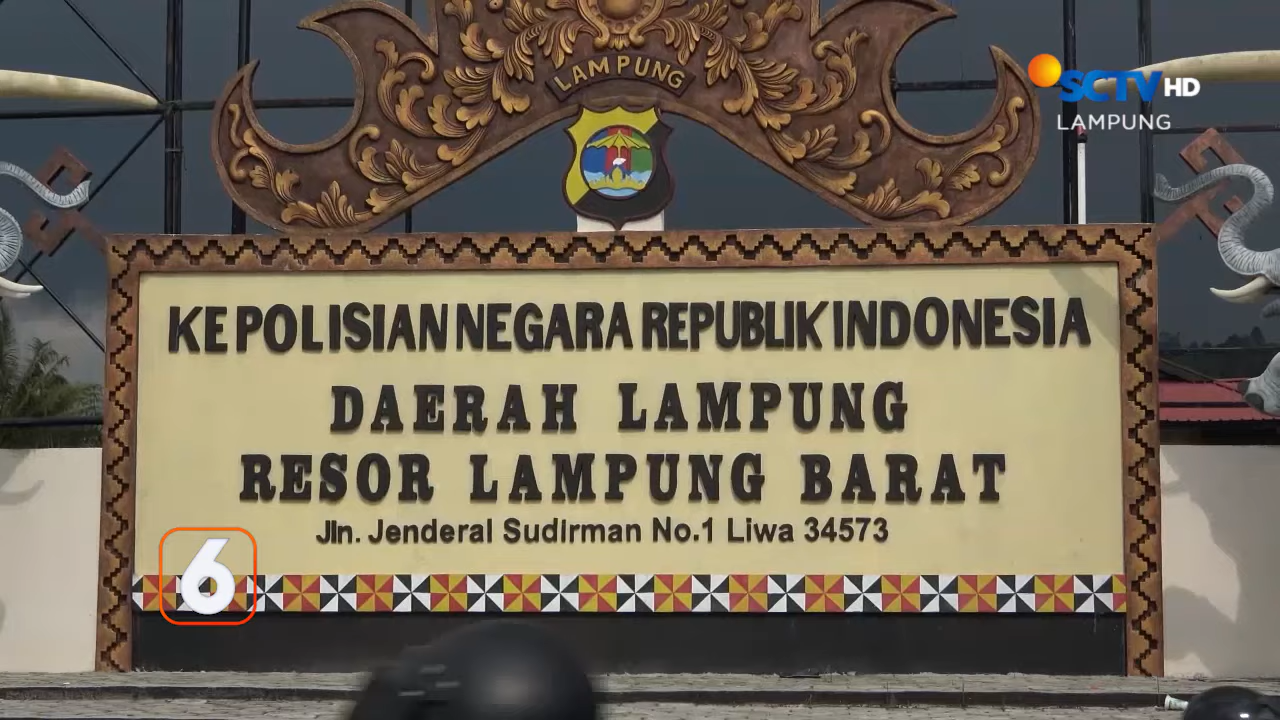 LAMPUNG
SCTV HD
LAMPUNG
KEPOLISIAN NEGARA REPUBLIK INDONESIA
DAERAH LAMPUNG
RESOR LAMPUNG BARAT
Jln. Jenderal Sudirman No.1 Liwa 34573
6